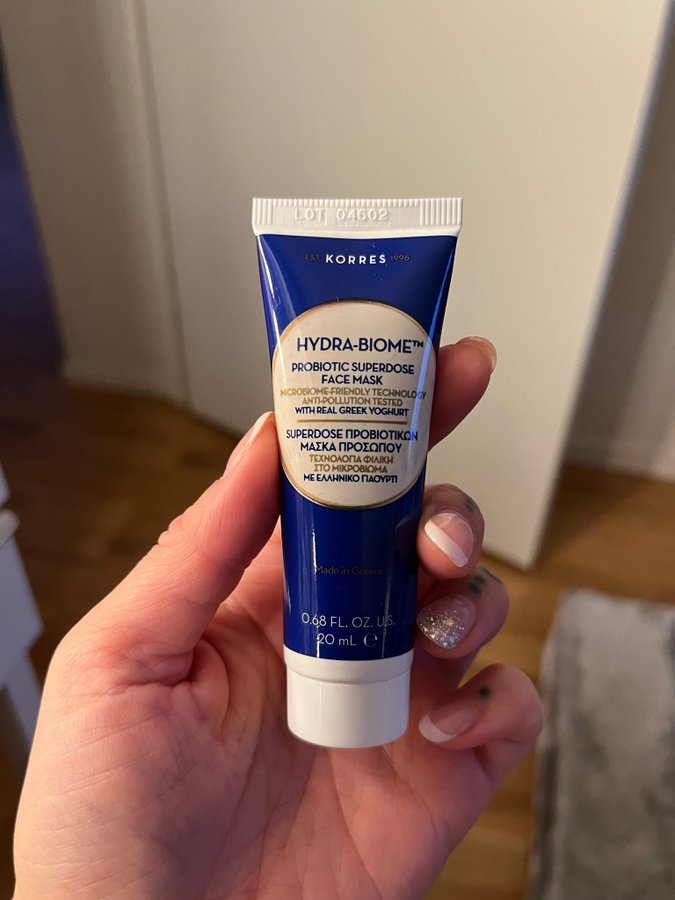 LOT 04602
EST. KORRES 1996
HYDRA-BIOME™
PROBIOTIC SUPERDOSE
FACE MASK
MICROBIOME-FRIENDLY TECHNOLOGY
ANTI-POLLUTION TESTED
WITH REAL GREEK YOGHURT
SUPERDOSE ΠΡΟΒΙΟΤΙΚΩΝ
ΜΑΣΚΑ ΠΡΟΣΩΠΟΥ
ΤΕΧΝΟΛΟΓΙΑ ΦΙΛΙΚΗ
ΣΤΟ ΜΙΚΡΟΒΙΩΜΑ
ΜΕ ΕΛΛΗΝΙΚΟ ΓΙΑΟΥΡΤΙ
Made in Greece
0.68 FL. OZ. U.S.
20 mL ℮